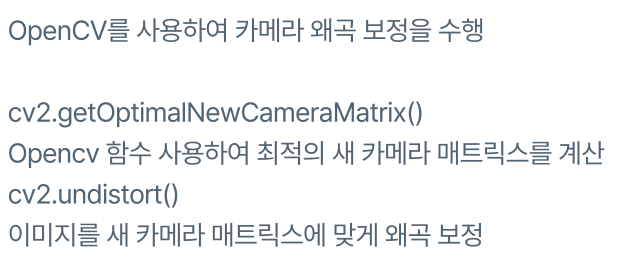 OpenCV를 사용하여 카메라 왜곡 보정을 수행
cv2.getOptimalNewCameraMatrix()
Opencv 함수 사용하여 최적의 새 카메라 매트릭스를 계산
cv2.undistort()
이미지를 새 카메라 매트릭스에 맞게 왜곡 보정